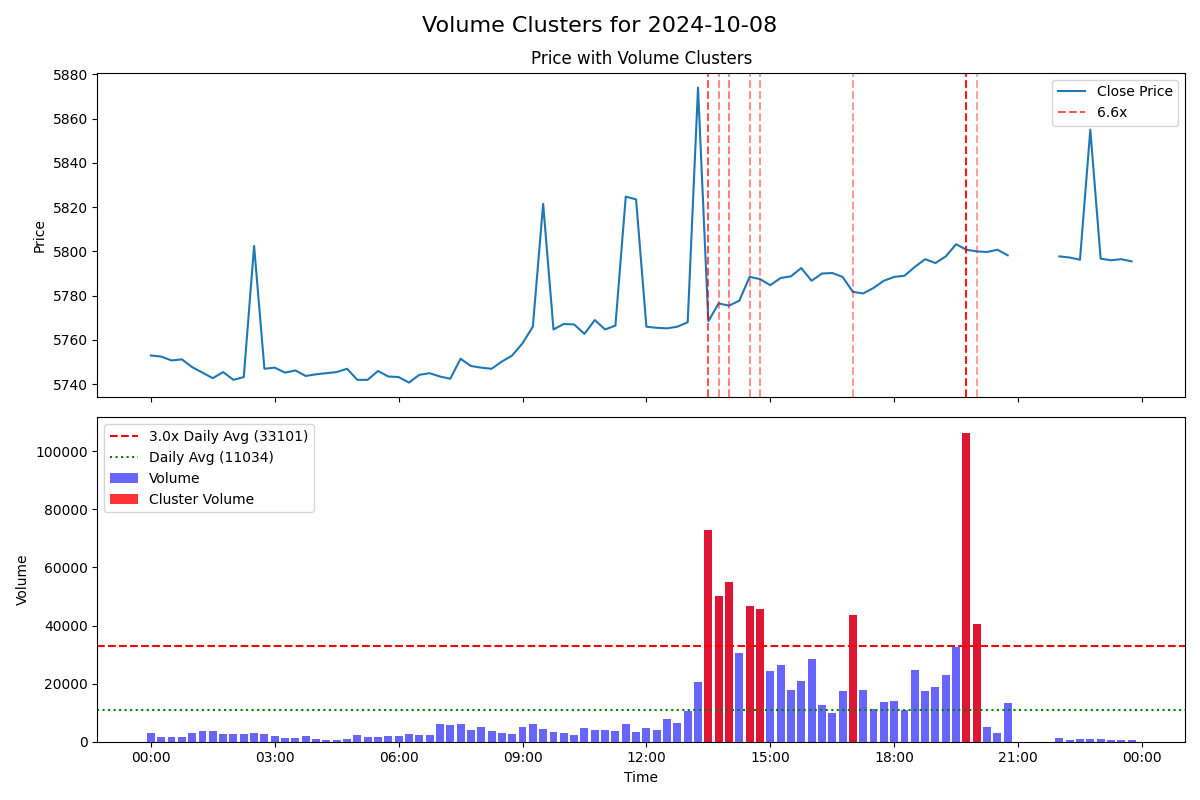 Volume Clusters for 2024-10-08
Price with Volume Clusters
5880
5860
5840
5820
5800
5780
5760
5740
Price
Close Price
6.6x
100000
80000
60000
40000
20000
0
Volume
3.0x Daily Avg (33101)
Daily Avg (11034)
Volume
Cluster Volume
00:00 03:00 06:00 09:00 12:00 15:00 18:00 21:00 00:00
Time